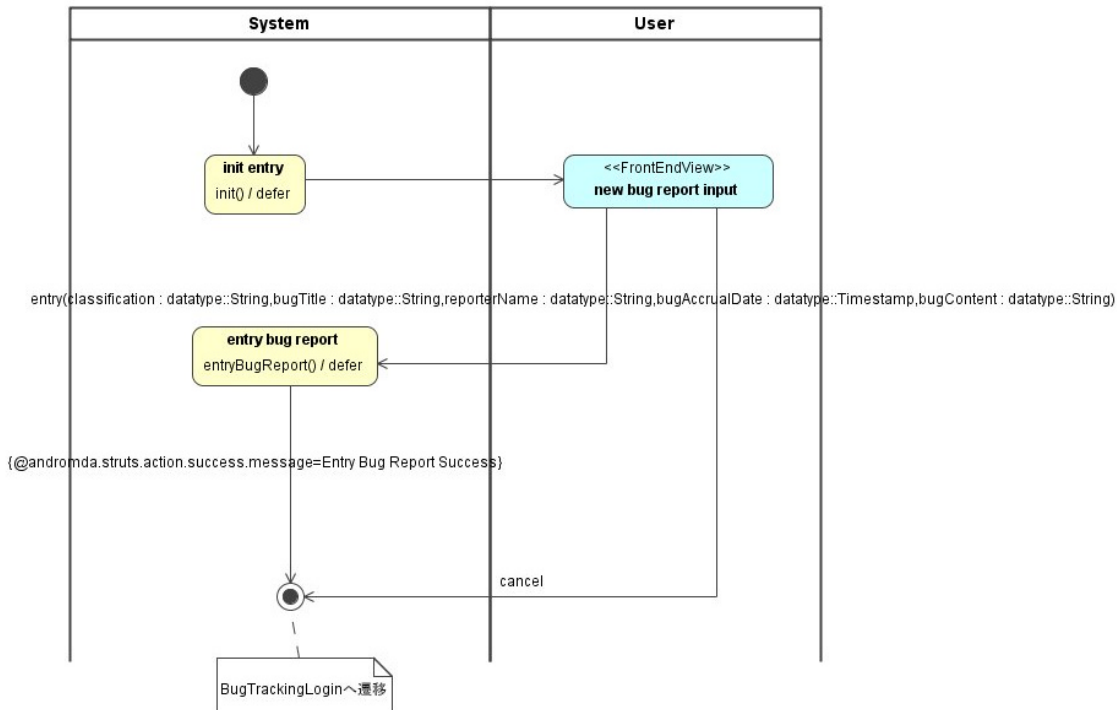 System
User
init entry
init() / defer
<<FrontEndView>>
new bug report input
entry(classification : datatype::String,bugTitle : datatype::String,reporterName : datatype::String,bugAccrualDate : datatype::Timestamp,bugContent : datatype::String)
entry bug report
entryBugReport() / defer
{@andromda.struts.action.success.message=Entry Bug Report Success}
cancel
BugTrackingLoginへ遷移